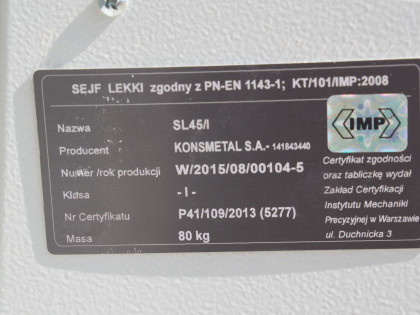 SEJF LEKKI zgodny z PN-EN 1143-1; KT/101/IMP:2008
Nazwa SL45/I
Producent KONSMETAL S.A.- 141843440
Numer /rok produkcji W/2015/08/00104-5
Klasa - I -
Nr Certyfikatu P41/109/2013 (5277)
Masa 80 kg
IMP
Certyfikat zgodności
oraz tabliczkę wydał
Zakład Certyfikacji
Instytutu Mechaniki
Precyzyjnej w Warszawie
ul. Duchnicka 3